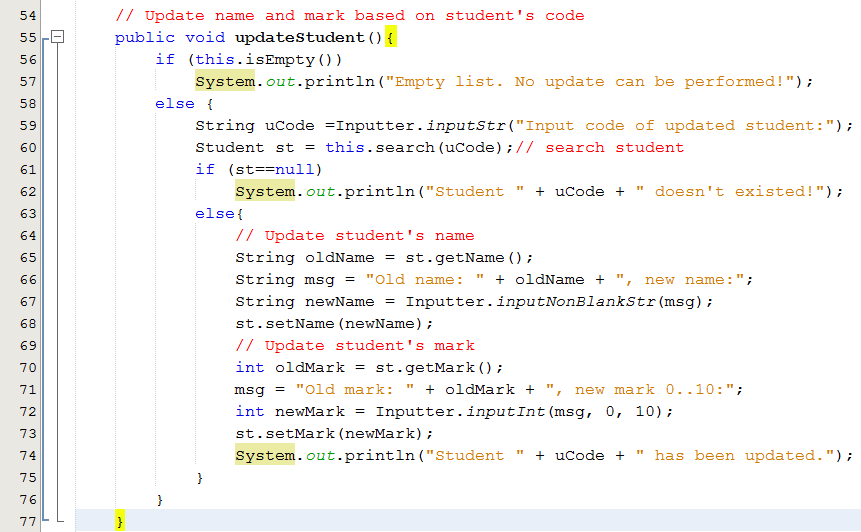 54 // Update name and mark based on student's code
55 public void updateStudent(){
56 if (this.isEmpty())
57 System.out.println("Empty list. No update can be performed!");
58 else {
59 String uCode =Inputter.inputStr("Input code of updated student:");
60 Student st = this.search(uCode);// search student
61 if (st==null)
62 System.out.println("Student " + uCode + " doesn't existed!");
63 else{
64 // Update student's name
65 String oldName = st.getName();
66 String msg = "Old name: " + oldName + ", new name:";
67 String newName = Inputter.inputNonBlankStr(msg);
68 st.setName(newName);
69 // Update student's mark
70 int oldMark = st.getMark();
71 msg = "Old mark: " + oldMark + ", new mark 0..10:";
72 int newMark = Inputter.inputInt(msg, 0, 10);
73 st.setMark(newMark);
74 System.out.println("Student " + uCode + " has been updated.");
75 }
76 }
77 }